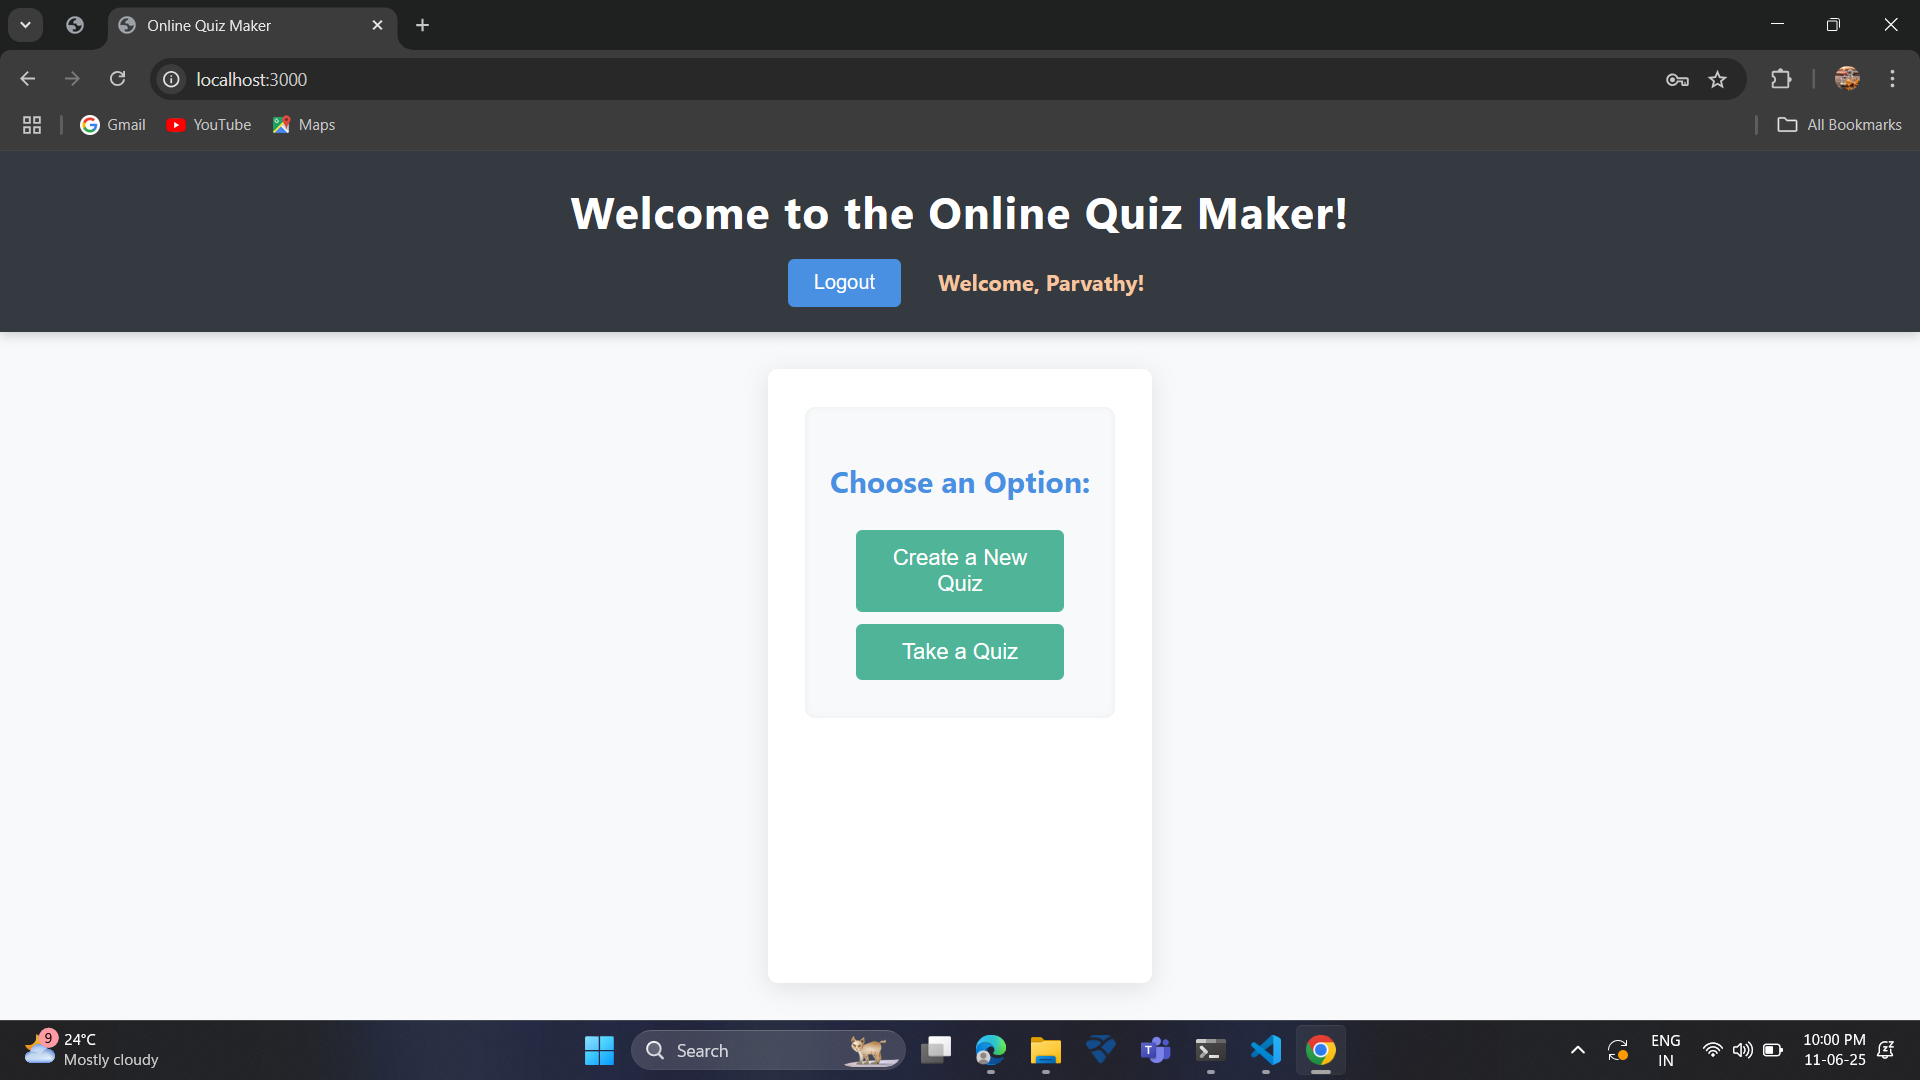 Online Quiz Maker
localhost:3000
Gmail
YouTube
Maps
All Bookmarks
Welcome to the Online Quiz Maker!
Logout
Welcome, Parvathy!
Choose an Option:
Create a New
Quiz
Take a Quiz
9
24°C
Mostly cloudy
Search
T
ENG
IN
10:00 PM
11-06-25